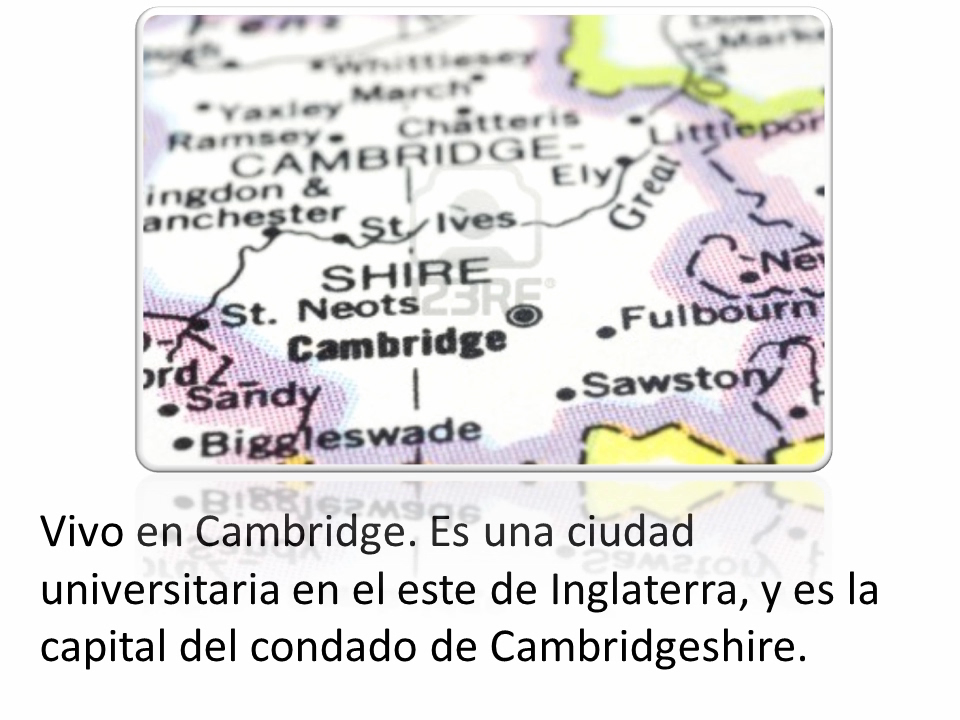 Whittlesey
March
Yaxley
Chatteris
Ramsey
Littlepor
CAMBRIDGE-
Ely
Great
ingdon &
anchester
St. Ives
SHIRE
123RF®
St. Neots
Fulbourn
Cambridge
Sawston
Sandy
Biggleswade
Vivo en Cambridge. Es una ciudad
universitaria en el este de Inglaterra, y es la
capital del condado de Cambridgeshire.